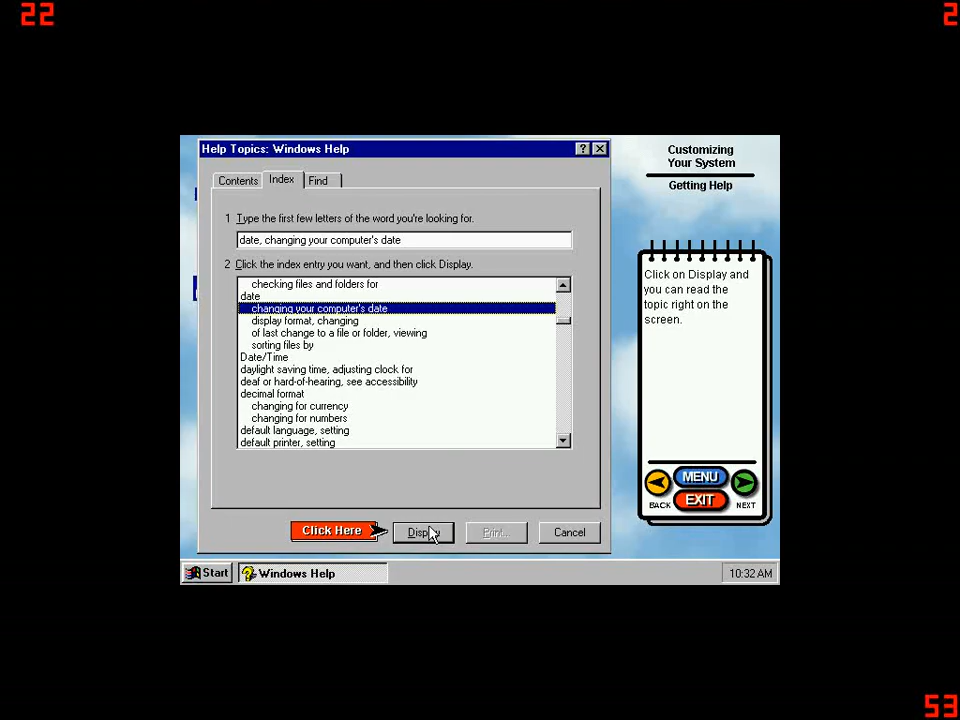 22
2
Help Topics: Windows Help
Contents
Index
Find
1 Type the first few letters of the word you're looking for.
date, changing your computer's date
2 Click the index entry you want, and then click Display.
checking files and folders for
date
changing your computer's date
display format, changing
of last change to a file or folder, viewing
sorting files by
Date/Time
daylight saving time, adjusting clock for
deaf or hard-of-hearing, see accessibility
decimal format
changing for currency
changing for numbers
default language, setting
default printer, setting
Click Here
Display
Print...
Cancel
Customizing
Your System
Getting Help
Click on Display and
you can read the
topic right on the
screen.
MENU
EXIT
BACK
NEXT
Start
Windows Help
10:32 AM
53